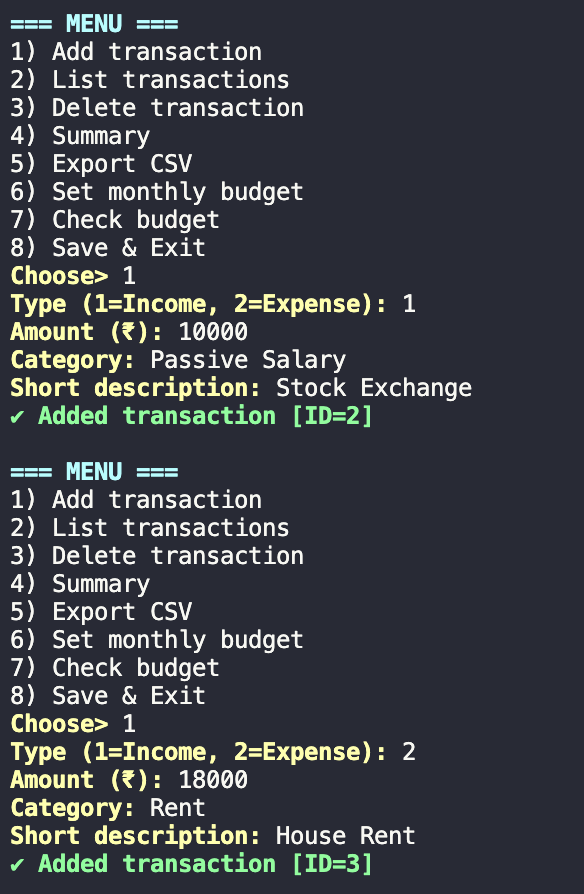 === MENU ===
1) Add transaction
2) List transactions
3) Delete transaction
4) Summary
5) Export CSV
6) Set monthly budget
7) Check budget
8) Save & Exit
Choose> 1
Type (1=Income, 2=Expense): 1
Amount (₹): 10000
Category: Passive Salary
Short description: Stock Exchange
✔ Added transaction [ID=2]

=== MENU ===
1) Add transaction
2) List transactions
3) Delete transaction
4) Summary
5) Export CSV
6) Set monthly budget
7) Check budget
8) Save & Exit
Choose> 1
Type (1=Income, 2=Expense): 2
Amount (₹): 18000
Category: Rent
Short description: House Rent
✔ Added transaction [ID=3]